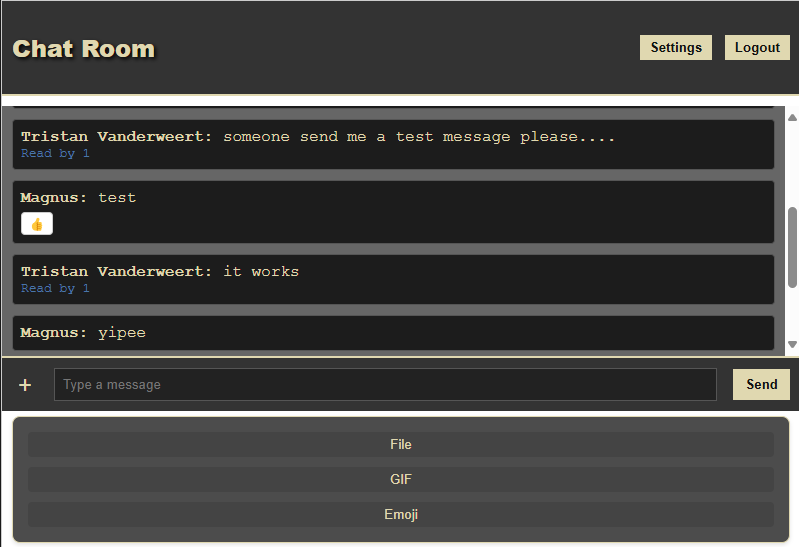 Chat Room
Settings
Logout
Tristan Vanderweert: someone send me a test message please....
Read by 1
Magnus: test
👍
Tristan Vanderweert: it works
Read by 1
Magnus: yipee
+
Type a message
Send
File
GIF
Emoji